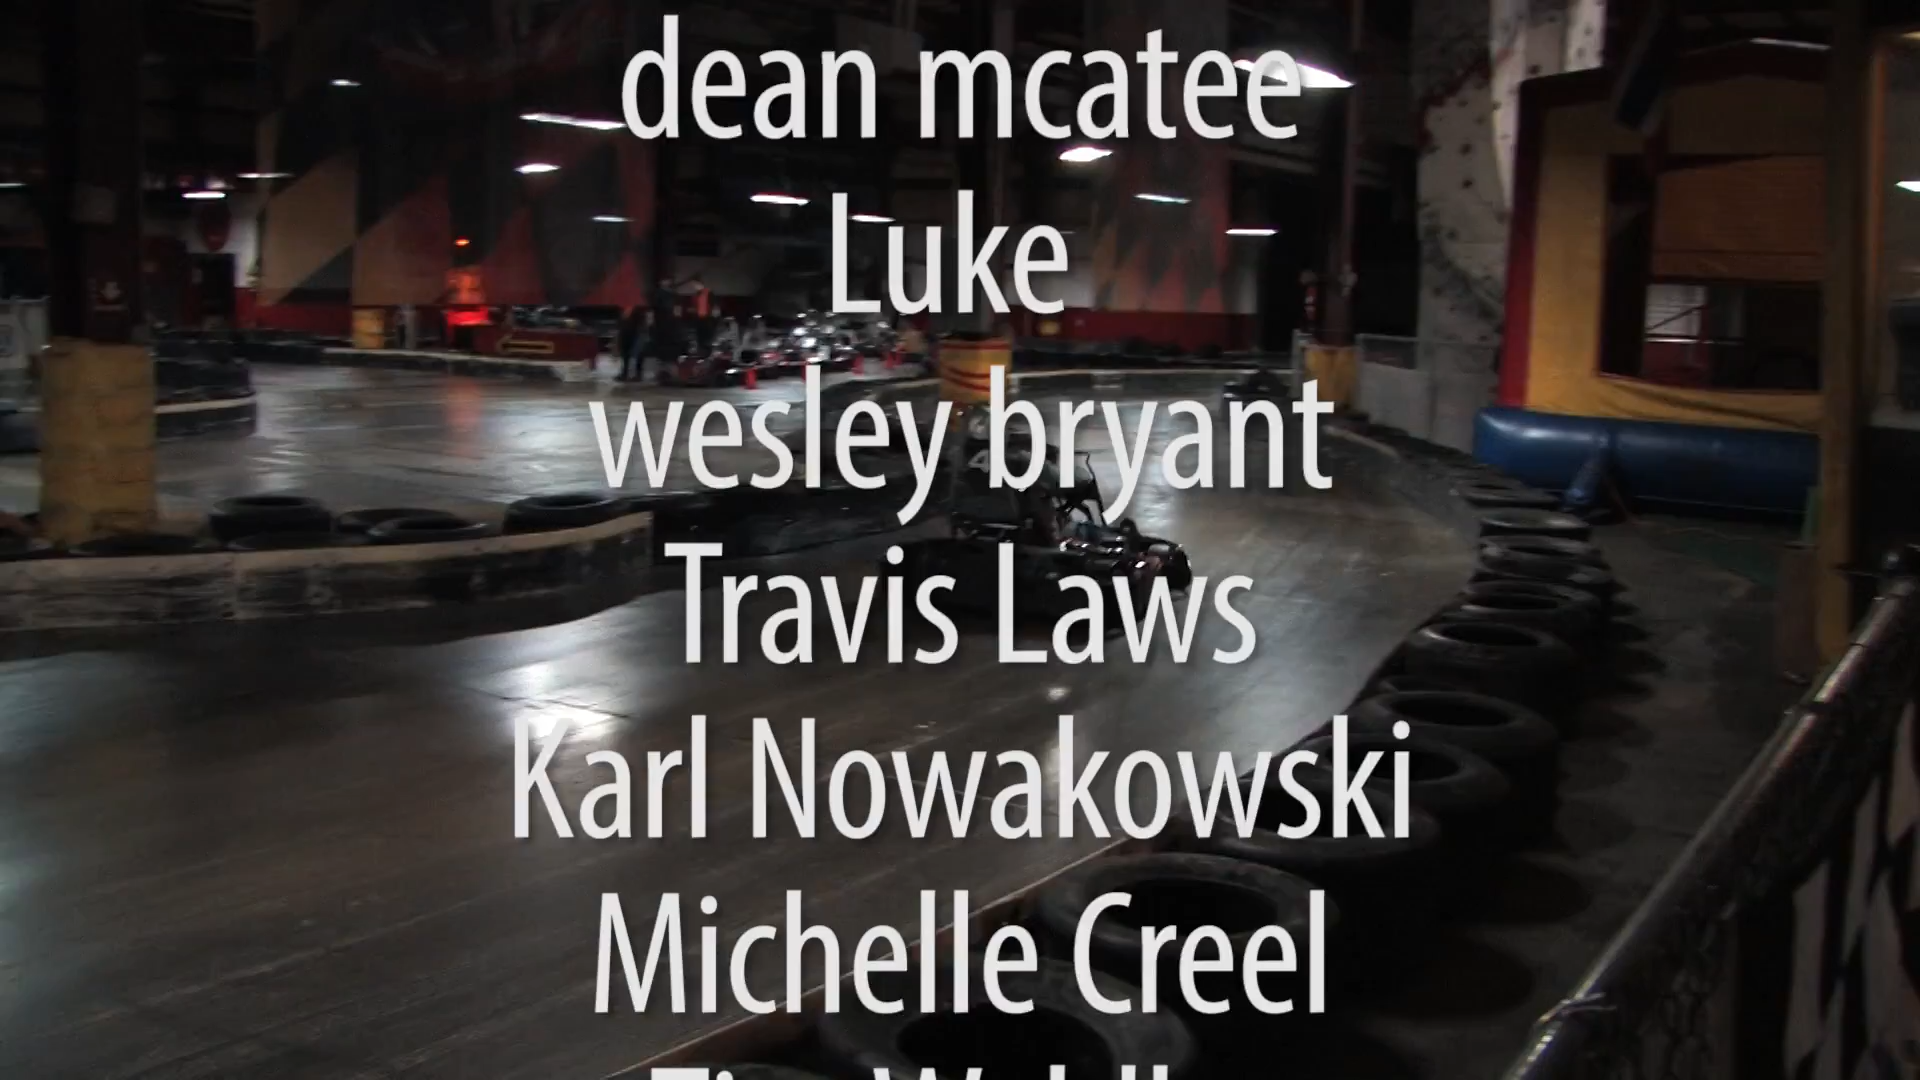 dean mcatee
Luke
wesley bryant
Travis Laws
Karl Nowakowski
Michelle Creel